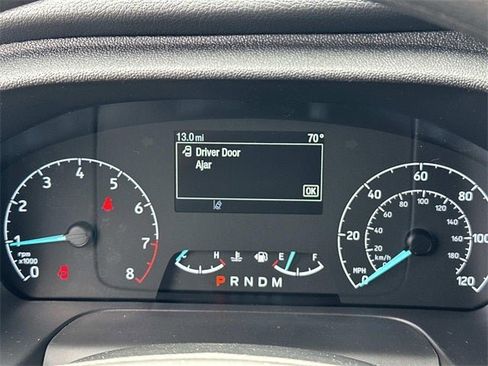 13.0 mi 70°
Driver Door
Ajar
OK
0 1 2 3 4 5 6 7 8
rpm
x1000
C H
E F
P R N D M
0 20 40 60 80 100 120
MPH
0 20 40 60 80 100 120 140 160 180
km/h